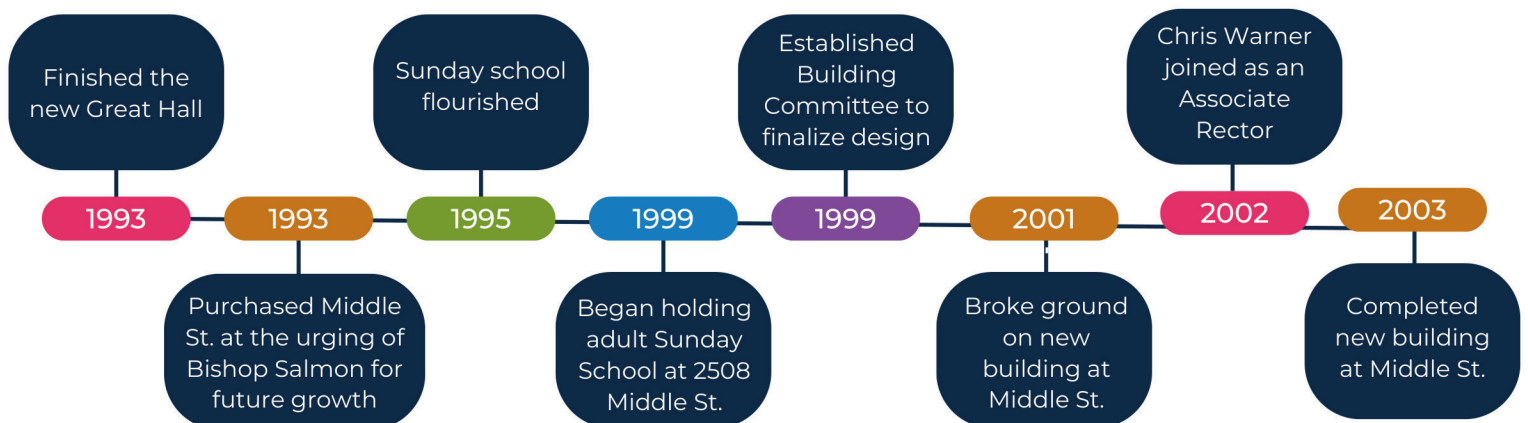 Finished the
new Great Hall
1993
1993
Purchased Middle
St. at the urging of
Bishop Salmon for
future growth
Sunday school
flourished
1995
1999
Began holding
adult Sunday
School at 2508
Middle St.
Established
Building
Committee to
finalize design
1999
2001
Broke ground
on new
building at
Middle St.
Chris Warner
joined as an
Associate
Rector
2002
2003
Completed
new building
at Middle St.